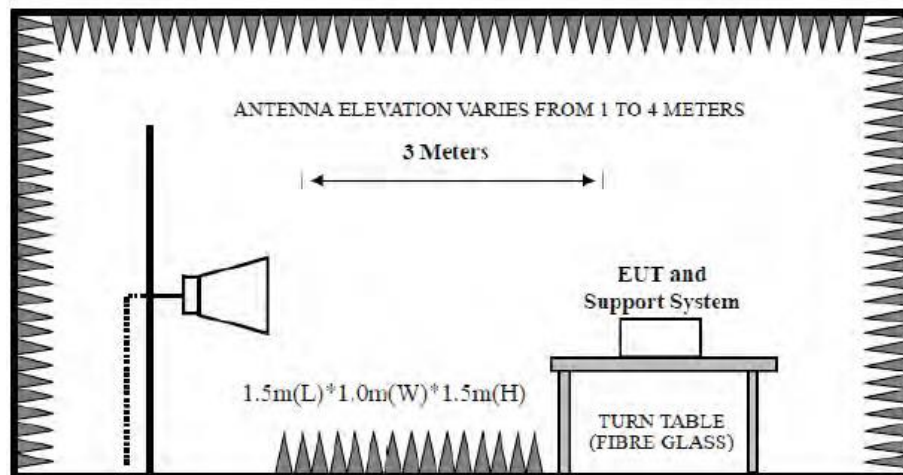 ANTENNA ELEVATION VARIES FROM 1 TO 4 METERS
3 Meters
EUT and
Support System
1.5m(L)*1.0m(W)*1.5m(H)
TURN TABLE
(FIBRE GLASS)